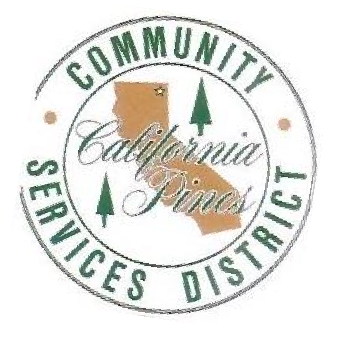 COMMUNITY
California
Pines
SERVICES DISTRICT